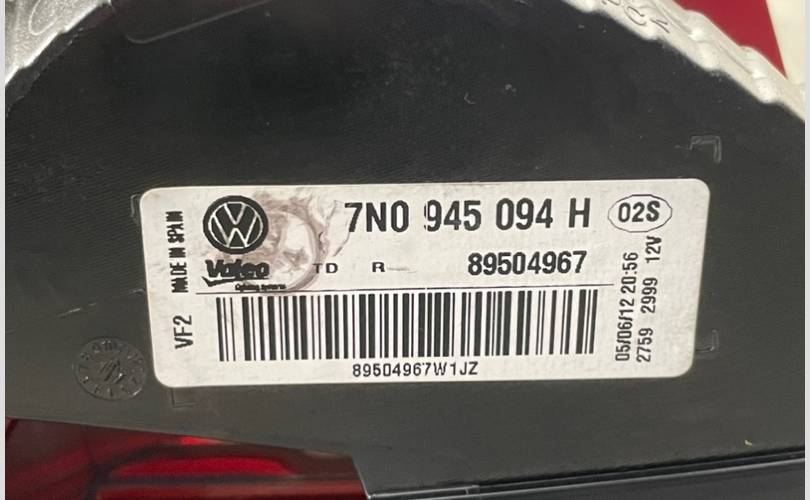 7N0 945 094 H 02S
MADE IN SPAIN
Valeo TD R 89504967
VF2
89504967W1JZ
05/06/12 20:56
2759 2999 12V